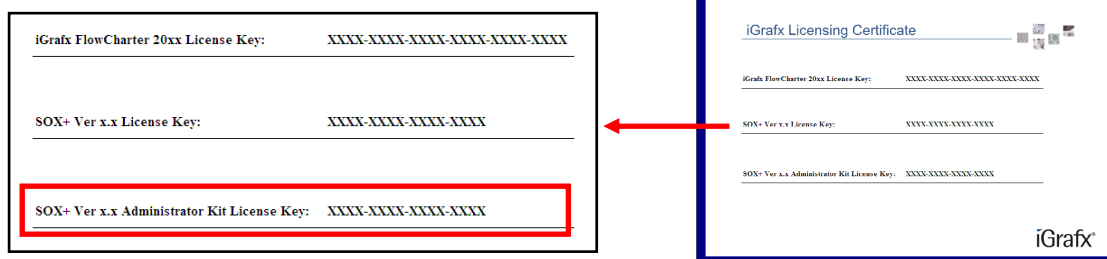 iGrafx FlowCharter 20xx License Key: XXXX-XXXX-XXXX-XXXX-XXXX-XXXX
SOX+ Ver x.x License Key: XXXX-XXXX-XXXX-XXXX
SOX+ Ver x.x Administrator Kit License Key: XXXX-XXXX-XXXX-XXXX
iGrafx Licensing Certificate
iGrafx FlowCharter 20xx License Key: XXXX-XXXX-XXXX-XXXX-XXXX-XXXX
SOX+ Ver x.x License Key: XXXX-XXXX-XXXX-XXXX
SOX+ Ver x.x Administrator Kit License Key: XXXX-XXXX-XXXX-XXXX
iGrafx®